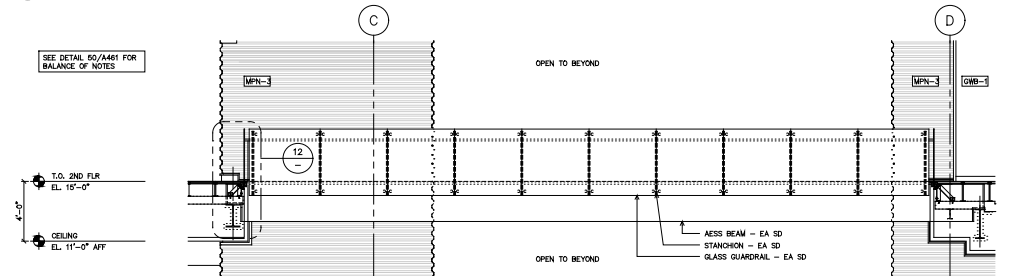 C
D
SEE DETAIL 50/A461 FOR
BALANCE OF NOTES
OPEN TO BEYOND
MPN-3
MPN-3
GWB-1
12
-
T.O. 2ND FLR
EL. 15'-0"
4'-0"
CEILING
EL. 11'-0" AFF
AESS BEAM - EA SD
STANCHION - EA SD
GLASS GUARDRAIL - EA SD
OPEN TO BEYOND